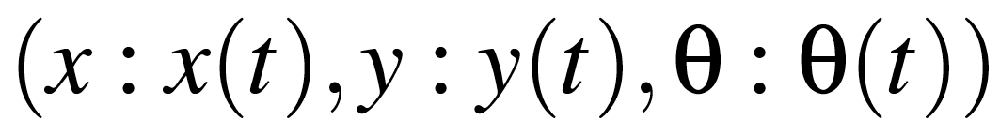 (x : x(t), y : y(t), θ : θ(t))